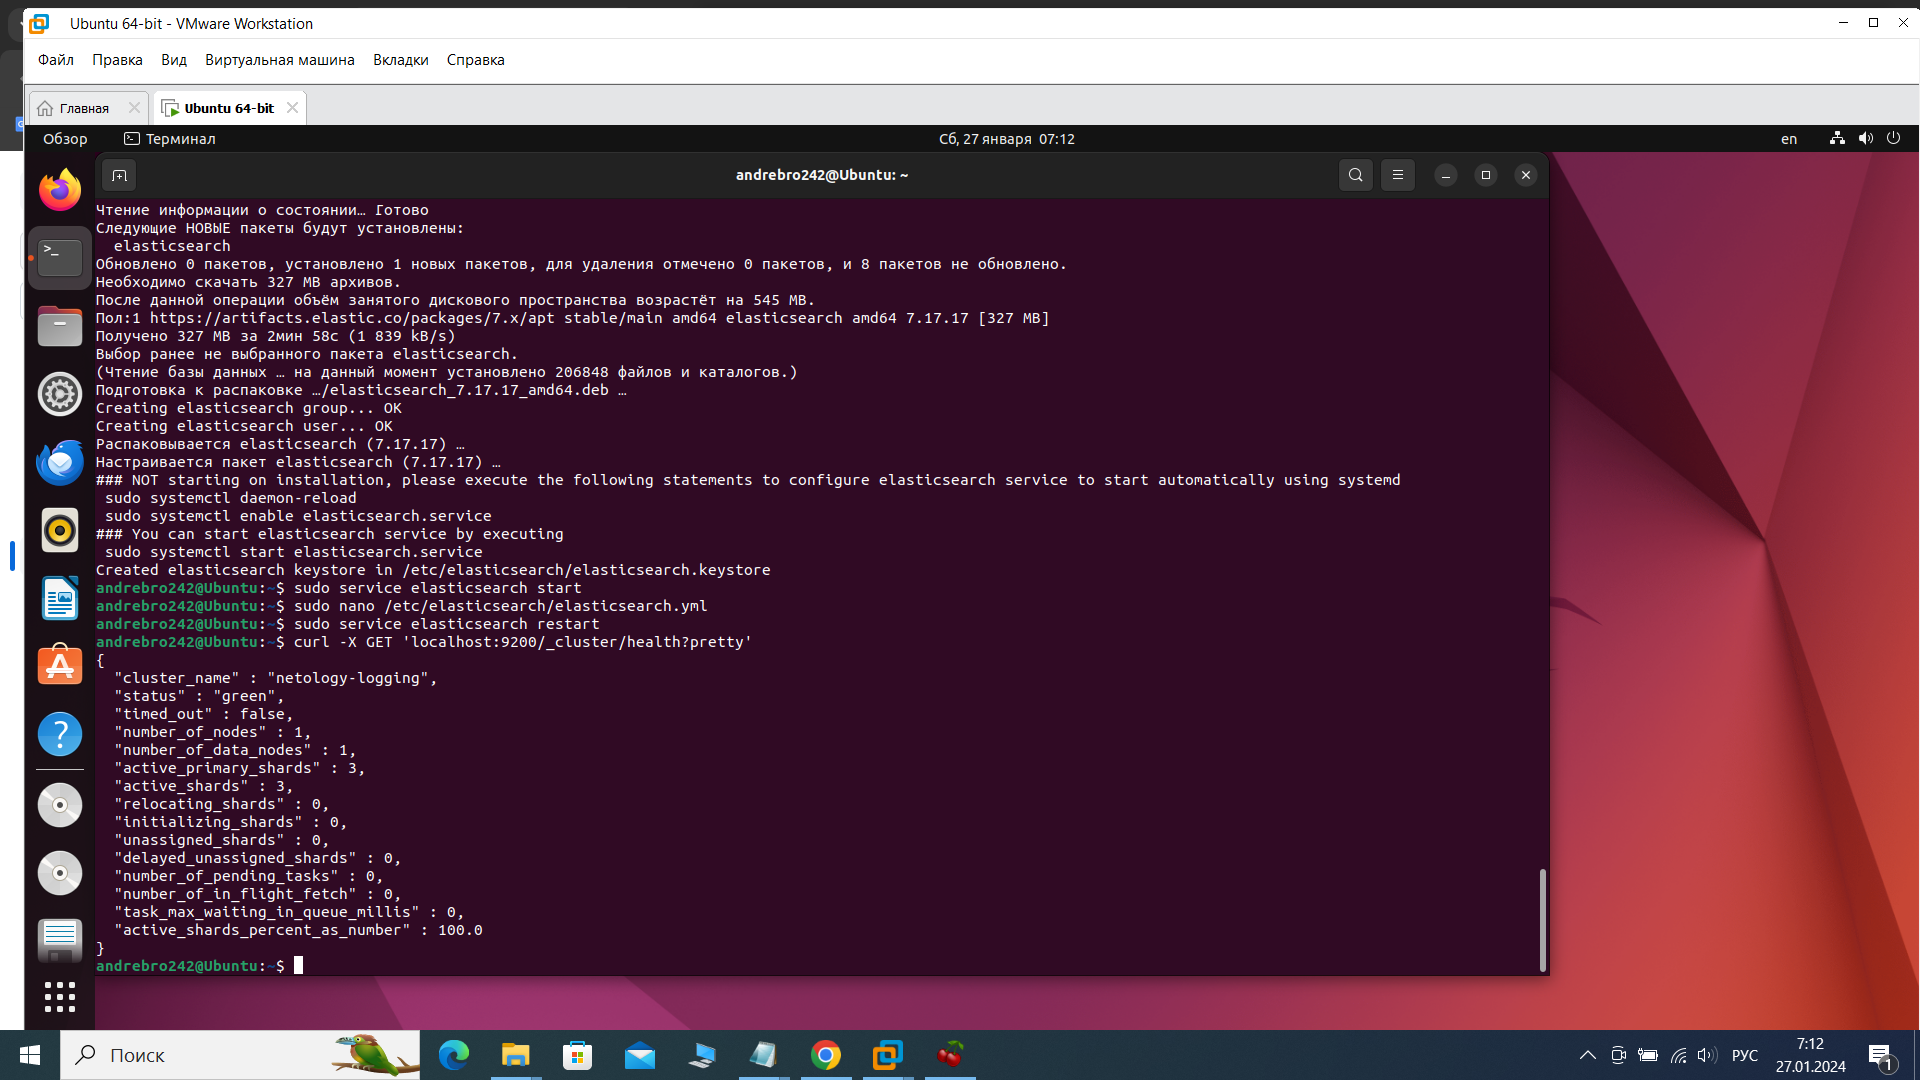 Ubuntu 64-bit - VMware Workstation
Файл Правка Вид Виртуальная машина Вкладки Справка
Главная Ubuntu 64-bit
Обзор Терминал Сб, 27 января 07:12 en
andrebro242@Ubuntu: ~
Чтение информации о состоянии… Готово
Следующие НОВЫЕ пакеты будут установлены:
  elasticsearch
Обновлено 0 пакетов, установлено 1 новых пакетов, для удаления отмечено 0 пакетов, и 8 пакетов не обновлено.
Необходимо скачать 327 MB архивов.
После данной операции объём занятого дискового пространства возрастёт на 545 MB.
Пол:1 https://artifacts.elastic.co/packages/7.x/apt stable/main amd64 elasticsearch amd64 7.17.17 [327 MB]
Получено 327 MB за 2мин 58с (1 839 kB/s)
Выбор ранее не выбранного пакета elasticsearch.
(Чтение базы данных … на данный момент установлено 206848 файлов и каталогов.)
Подготовка к распаковке …/elasticsearch_7.17.17_amd64.deb …
Creating elasticsearch group... OK
Creating elasticsearch user... OK
Распаковывается elasticsearch (7.17.17) …
Настраивается пакет elasticsearch (7.17.17) …
### NOT starting on installation, please execute the following statements to configure elasticsearch service to start automatically using systemd
 sudo systemctl daemon-reload
 sudo systemctl enable elasticsearch.service
### You can start elasticsearch service by executing
 sudo systemctl start elasticsearch.service
Created elasticsearch keystore in /etc/elasticsearch/elasticsearch.keystore
andrebro242@Ubuntu:~$ sudo service elasticsearch start
andrebro242@Ubuntu:~$ sudo nano /etc/elasticsearch/elasticsearch.yml
andrebro242@Ubuntu:~$ sudo service elasticsearch restart
andrebro242@Ubuntu:~$ curl -X GET 'localhost:9200/_cluster/health?pretty'
{
  "cluster_name" : "netology-logging",
  "status" : "green",
  "timed_out" : false,
  "number_of_nodes" : 1,
  "number_of_data_nodes" : 1,
  "active_primary_shards" : 3,
  "active_shards" : 3,
  "relocating_shards" : 0,
  "initializing_shards" : 0,
  "unassigned_shards" : 0,
  "delayed_unassigned_shards" : 0,
  "number_of_pending_tasks" : 0,
  "number_of_in_flight_fetch" : 0,
  "task_max_waiting_in_queue_millis" : 0,
  "active_shards_percent_as_number" : 100.0
}
andrebro242@Ubuntu:~$
Поиск
РУС
7:12
27.01.2024
1